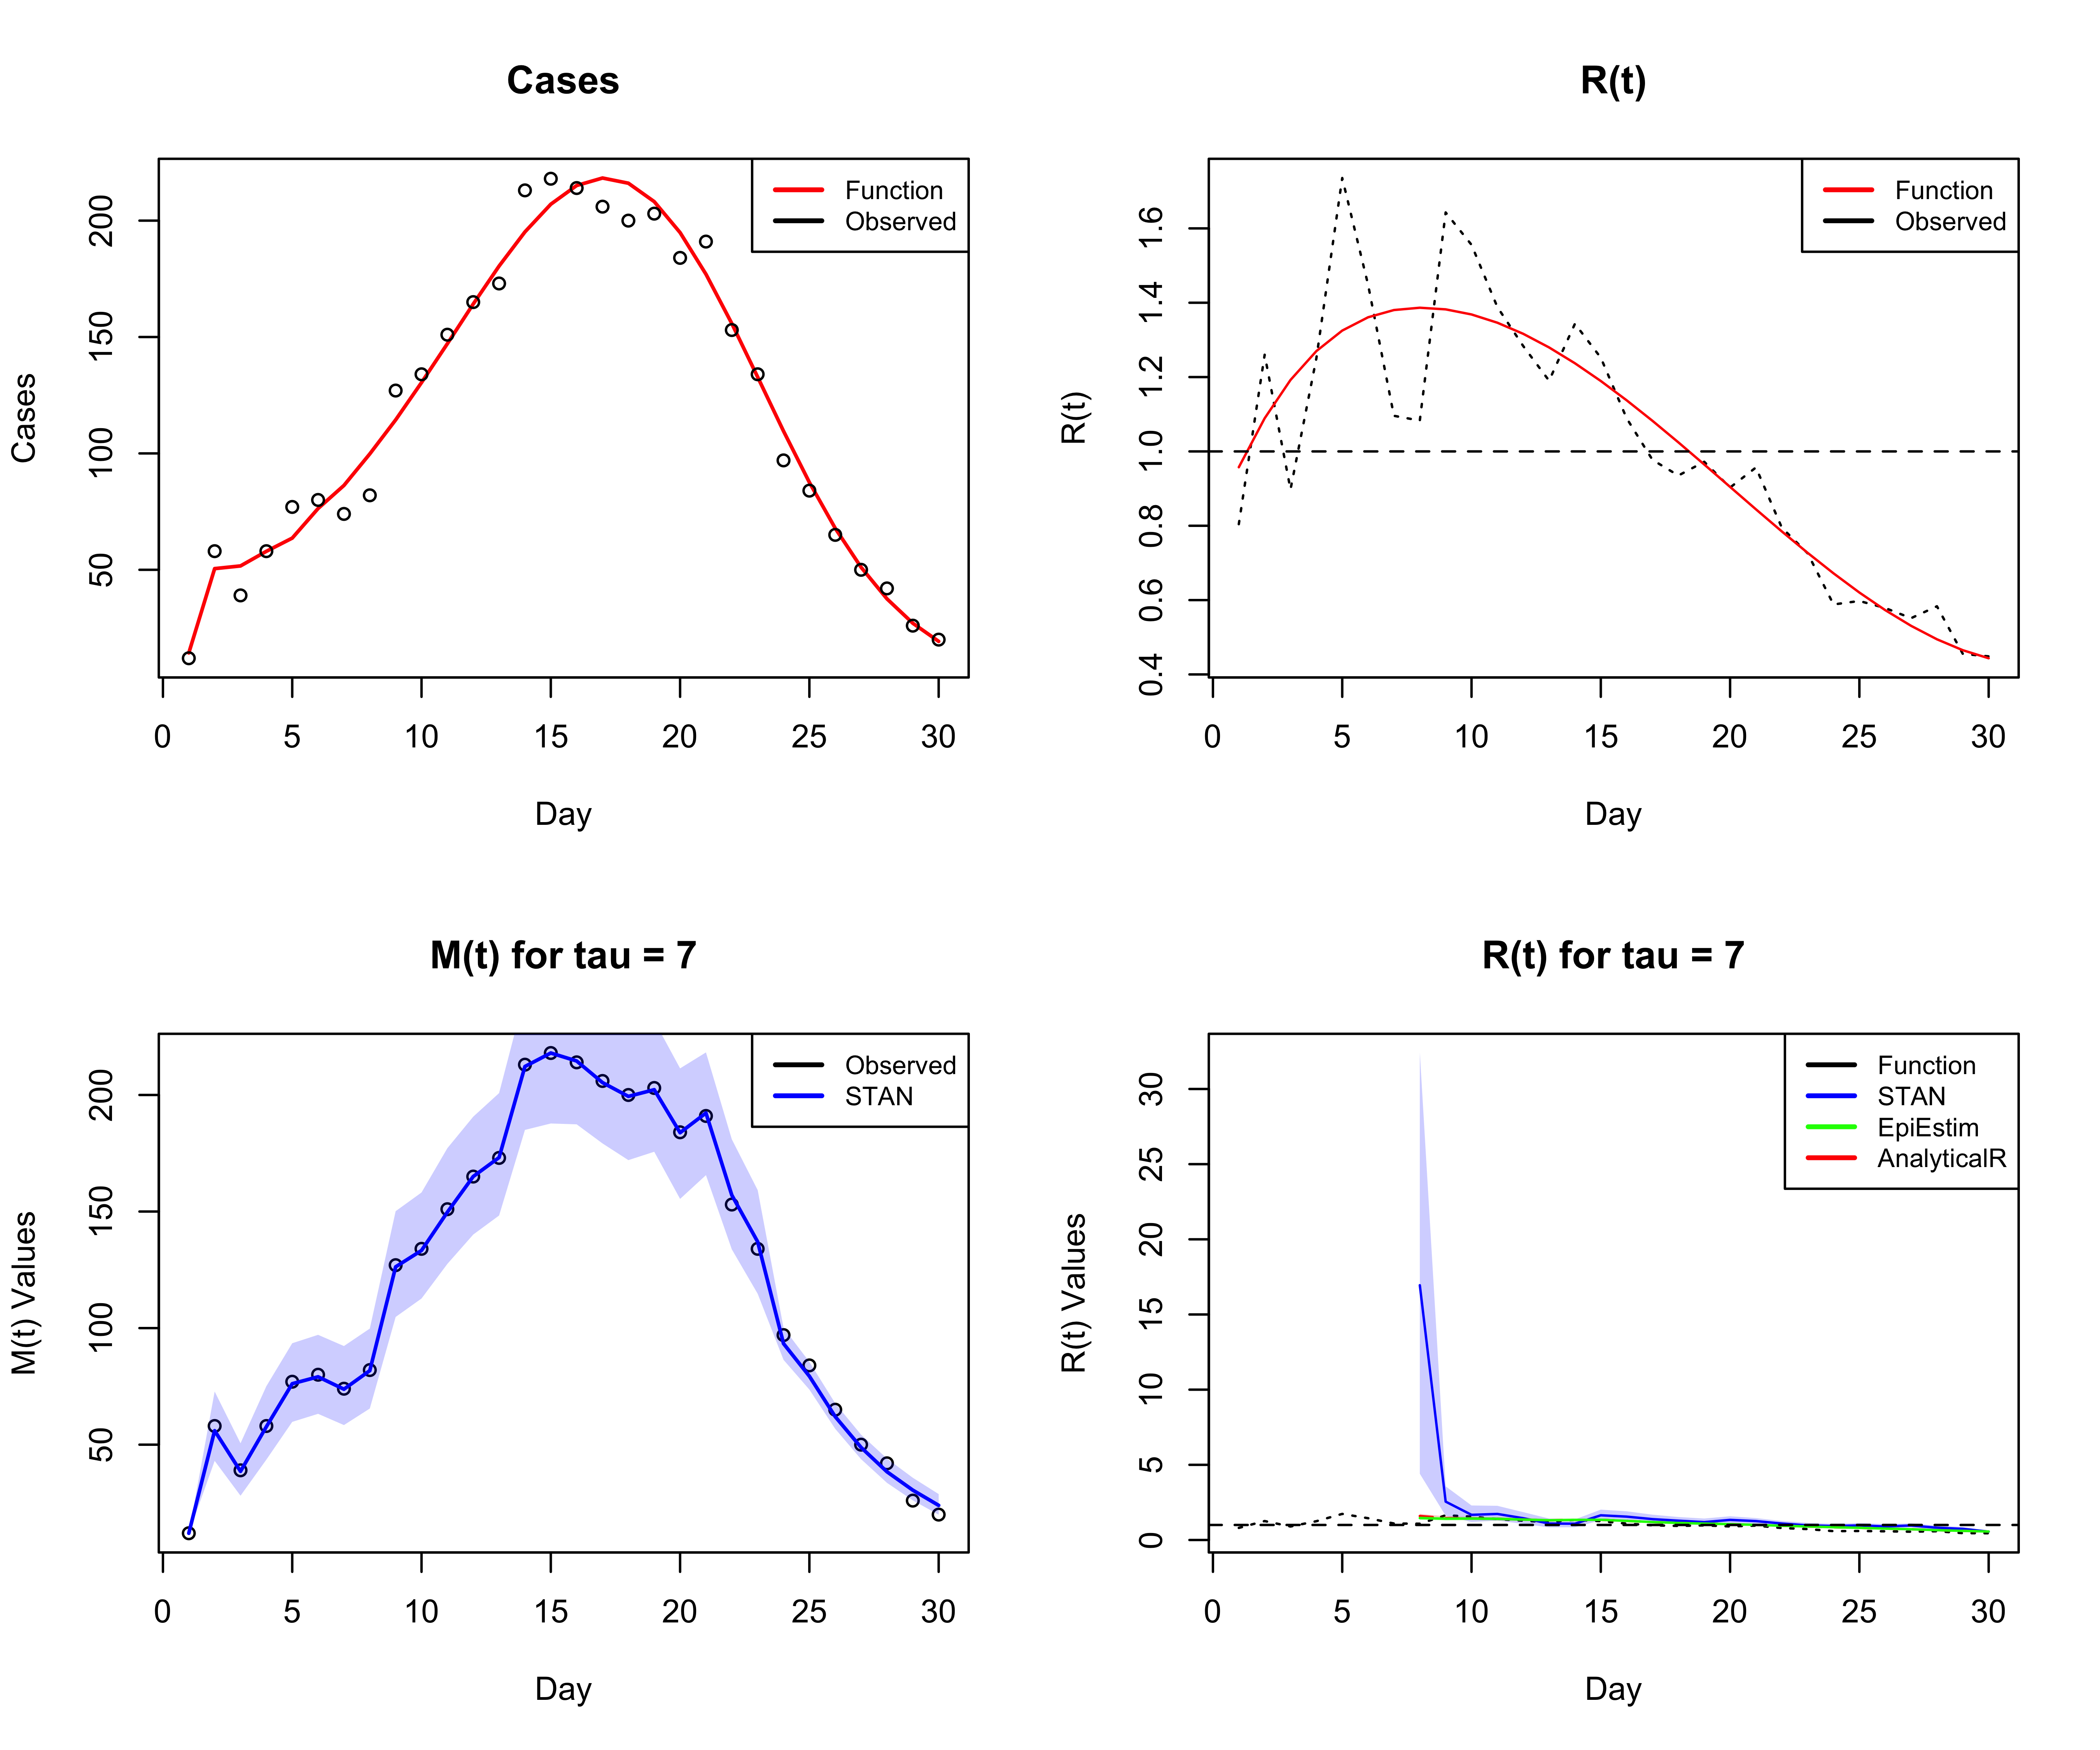 Cases
Function
Observed
Cases
50
100
150
200
0 5 10 15 20 25 30
Day
R(t)
Function
Observed
R(t)
0.4 0.6 0.8 1.0 1.2 1.4 1.6
0 5 10 15 20 25 30
Day
M(t) for tau = 7
Observed
STAN
M(t) Values
50 100 150 200
0 5 10 15 20 25 30
Day
R(t) for tau = 7
Function
STAN
EpiEstim
AnalyticalR
R(t) Values
0 5 10 15 20 25 30
0 5 10 15 20 25 30
Day